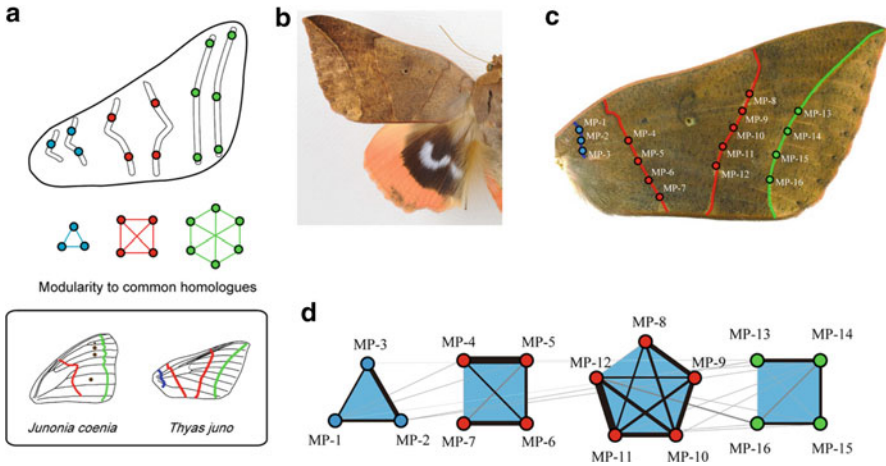 a
Modularity to common homologues
Junonia coenia
Thyas juno
b
c
MP-1
MP-2
MP-3
MP-4
MP-5
MP-6
MP-7
MP-8
MP-9
MP-10
MP-11
MP-12
MP-13
MP-14
MP-15
MP-16
d
MP-3
MP-1
MP-2
MP-4
MP-5
MP-7
MP-6
MP-8
MP-12
MP-9
MP-11
MP-10
MP-13
MP-14
MP-16
MP-15